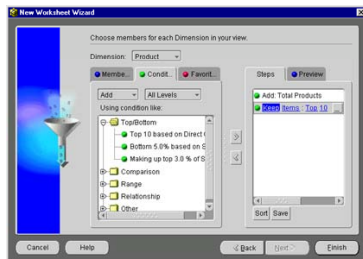 New Worksheet Wizard
Choose members for each Dimension in your view.
Dimension: Product
Membe...
Condit...
Favorit...
Steps
Preview
Add
All Levels
Using condition like:
Top/Bottom
Top 10 based on Direct
Bottom 5.0% based on S
Making up top 3.0 % of S
Comparison
Range
Relationship
Other
Add: Total Products
Keep Items : Top 10
Sort Save
Cancel
Help
Back
Next
Finish